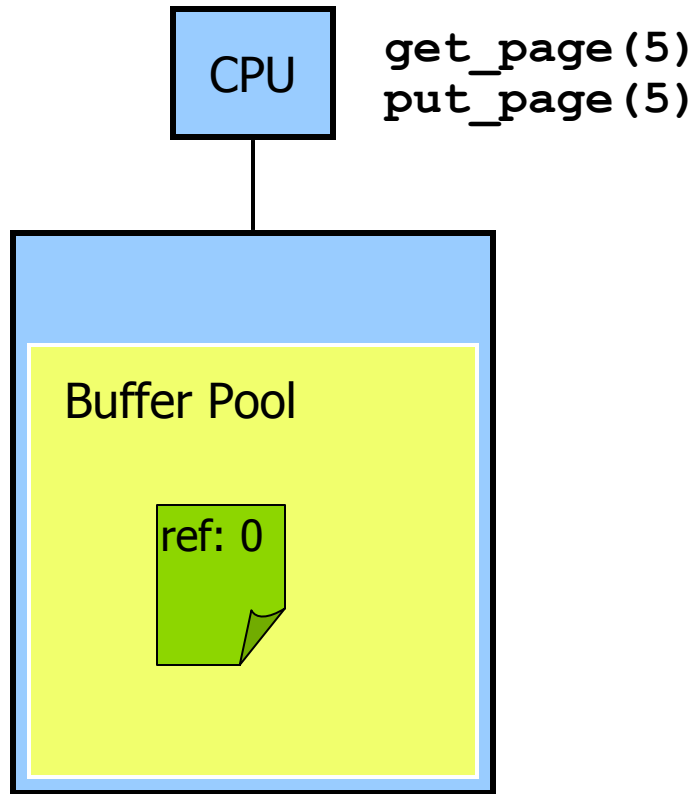 CPU
get_page(5)
put_page(5)
Buffer Pool
ref: 0